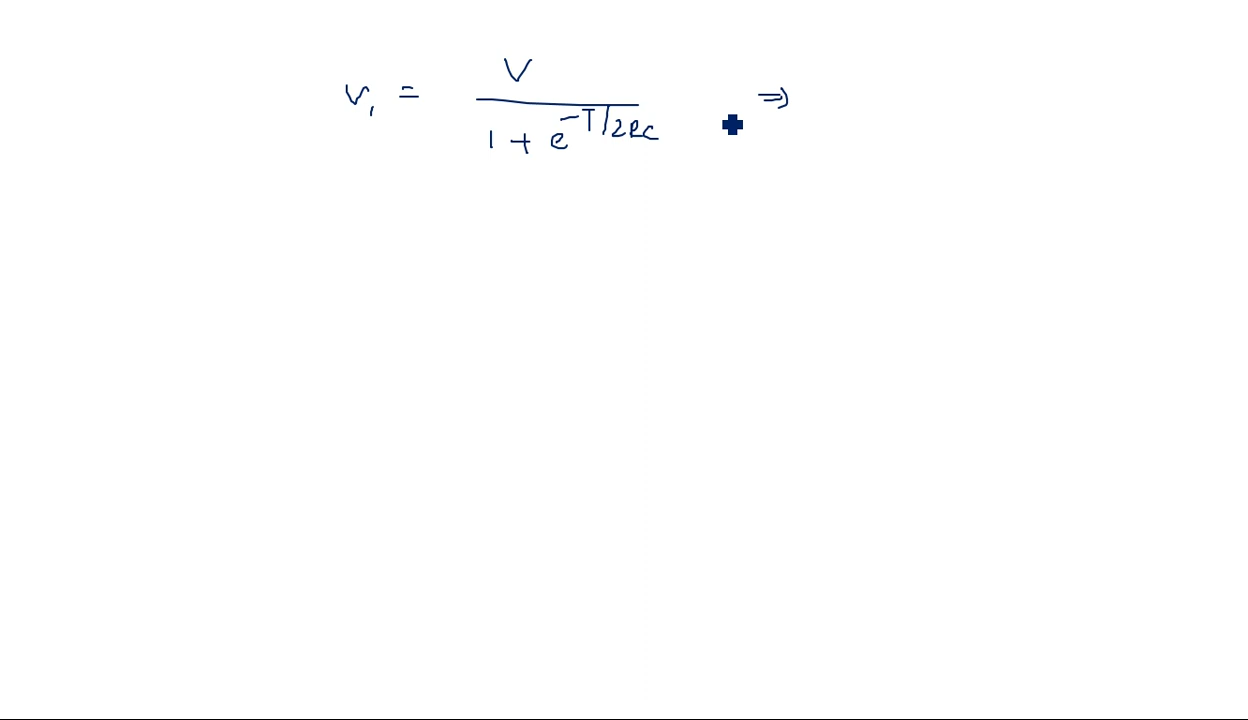 V₁ = V / (1 + e^(-T/2RC)) ⇒